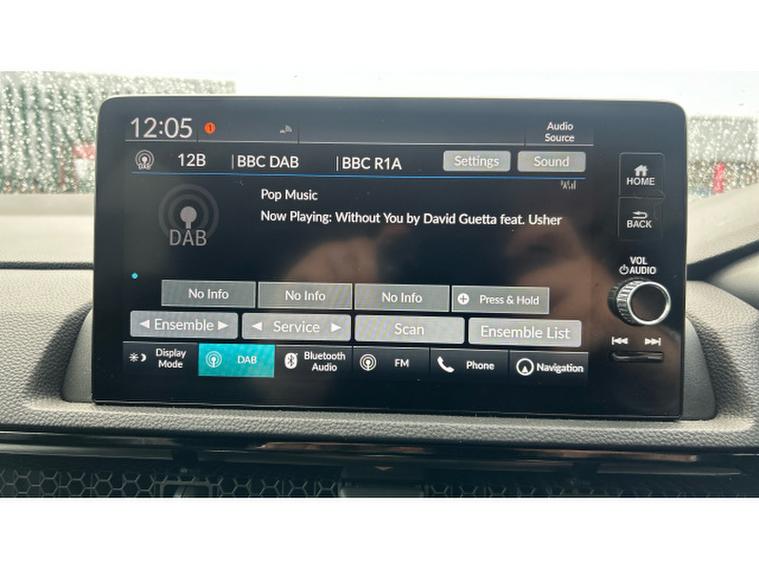 12:05
1
Audio Source
DAB
12B
BBC DAB
BBC R1A
Settings
Sound
HOME
DAB
Pop Music
Now Playing: Without You by David Guetta feat. Usher
BACK
VOL
AUDIO
No Info
No Info
No Info
Press & Hold
Ensemble
Service
Scan
Ensemble List
Display Mode
DAB
Bluetooth Audio
FM
Phone
Navigation